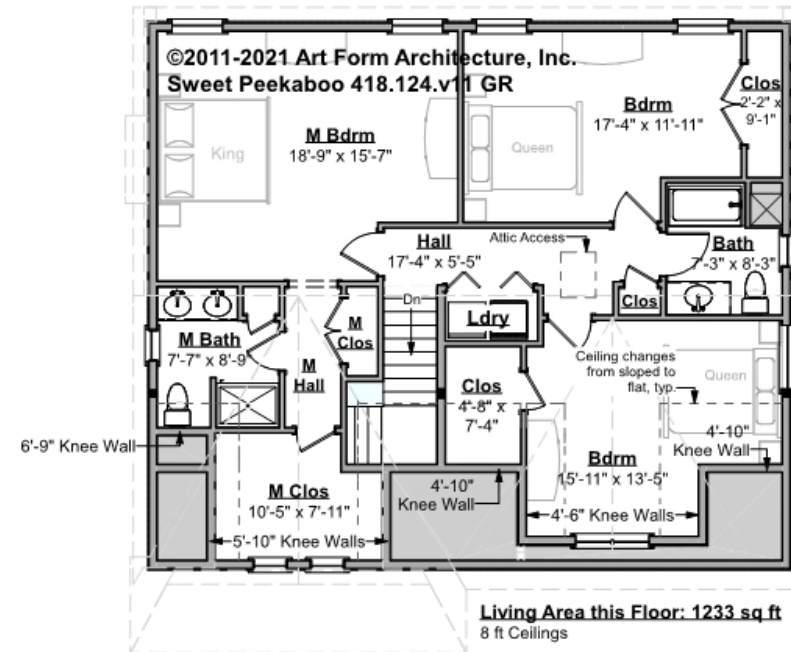 ©2011-2021 Art Form Architecture, Inc.
Sweet Peekaboo 418.124.v11 GR
Clos
2'-2" x
9'-1"
Bdrm
17'-4" x 11'-11"
M Bdrm
18'-9" x 15'-7"
King
Queen
Hall
17'-4" x 5'-5"
Attic Access
Bath
7'-3" x 8'-3"
Dn
Clos
Ldry
M
Clos
M Bath
7'-7" x 8'-9"
M
Hall
Ceiling changes
from sloped to
flat, typ.
Queen
Clos
4'-8" x
7'-4"
6'-9" Knee Wall
4'-10"
Knee Wall
Bdrm
15'-11" x 13'-5"
M Clos
10'-5" x 7'-11"
4'-10"
Knee Wall
4'-6" Knee Walls
5'-10" Knee Walls
Living Area this Floor: 1233 sq ft
8 ft Ceilings